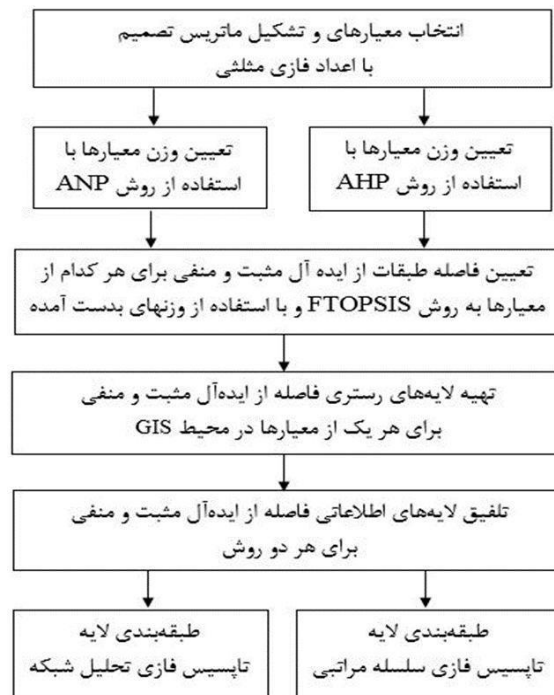 انتخاب معیارهای و تشکیل ماتریس تصمیم
با اعداد فازی مثلثی
تعیین وزن معیارها با
استفاده از روش AHP
تعیین وزن معیارها با
استفاده از روش ANP
تعیین فاصله طبقات از ایده آل مثبت و منفی برای هر کدام از
معیارها به روش FTOPSIS و با استفاده از وزنهای بدست آمده
تهیه لایه‌های رستری فاصله از ایده‌آل مثبت و منفی
برای هر یک از معیارها در محیط GIS
تلفیق لایه‌های اطلاعاتی فاصله از ایده‌آل مثبت و منفی
برای هر دو روش
طبقه‌بندی لایه
تاپسیس فازی سلسله مراتبی
طبقه‌بندی لایه
تاپسیس فازی تحلیل شبکه